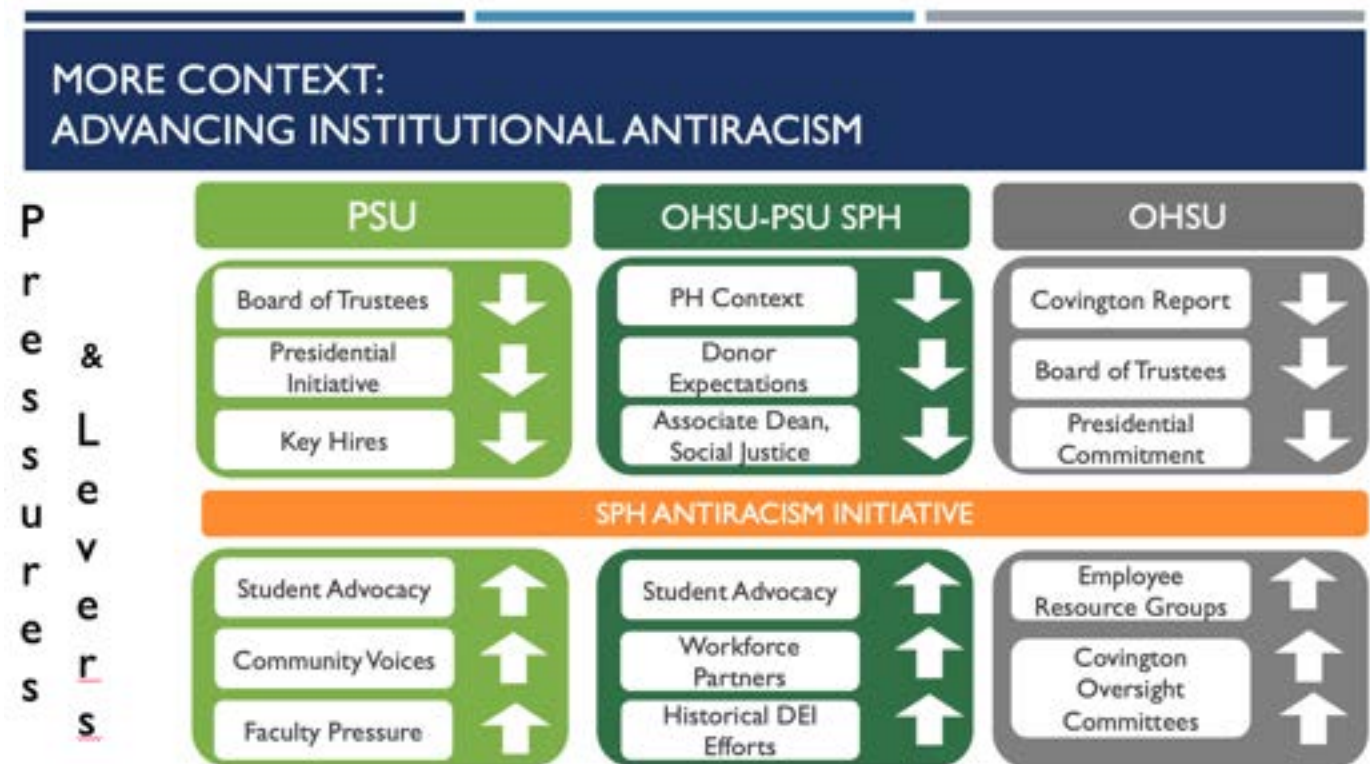 MORE CONTEXT:
ADVANCING INSTITUTIONAL ANTIRACISM
Pressures
& Levers
PSU
Board of Trustees
Presidential
Initiative
Key Hires
OHSU-PSU SPH
PH Context
Donor
Expectations
Associate Dean,
Social Justice
OHSU
Covington Report
Board of Trustees
Presidential
Commitment
SPH ANTIRACISM INITIATIVE
Student Advocacy
Community Voices
Faculty Pressure
Student Advocacy
Workforce
Partners
Historical DEI
Efforts
Employee
Resource Groups
Covington
Oversight
Committees